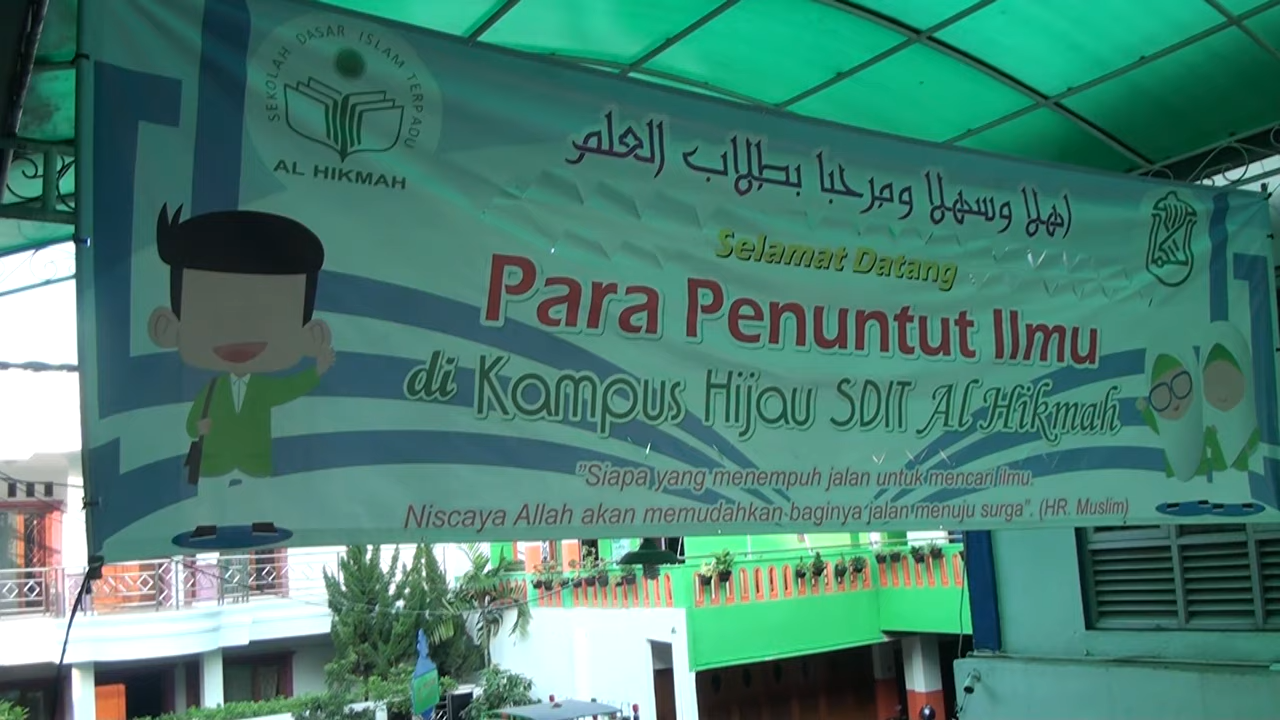 SEKOLAH DASAR ISLAM TERPADU
AL HIKMAH
اهلا وسهلا ومرحبا بطلاب العلم
Selamat Datang
Para Penuntut Ilmu
di Kampus Hijau SDIT Al Hikmah
"Siapa yang menempuh jalan untuk mencari ilmu.
Niscaya Allah akan memudahkan baginya jalan menuju surga". (HR. Muslim)